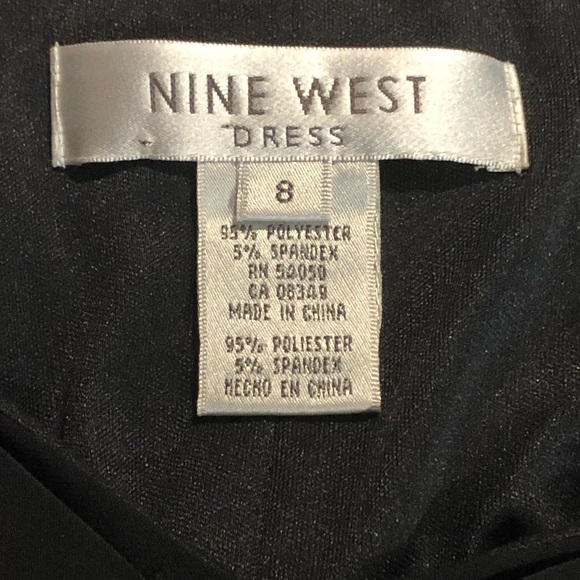 NINE WEST
DRESS
8
95% POLYESTER
5% SPANDEX
RN 54050
CA 08349
MADE IN CHINA
95% POLIESTER
5% SPANDEX
HECHO EN CHINA